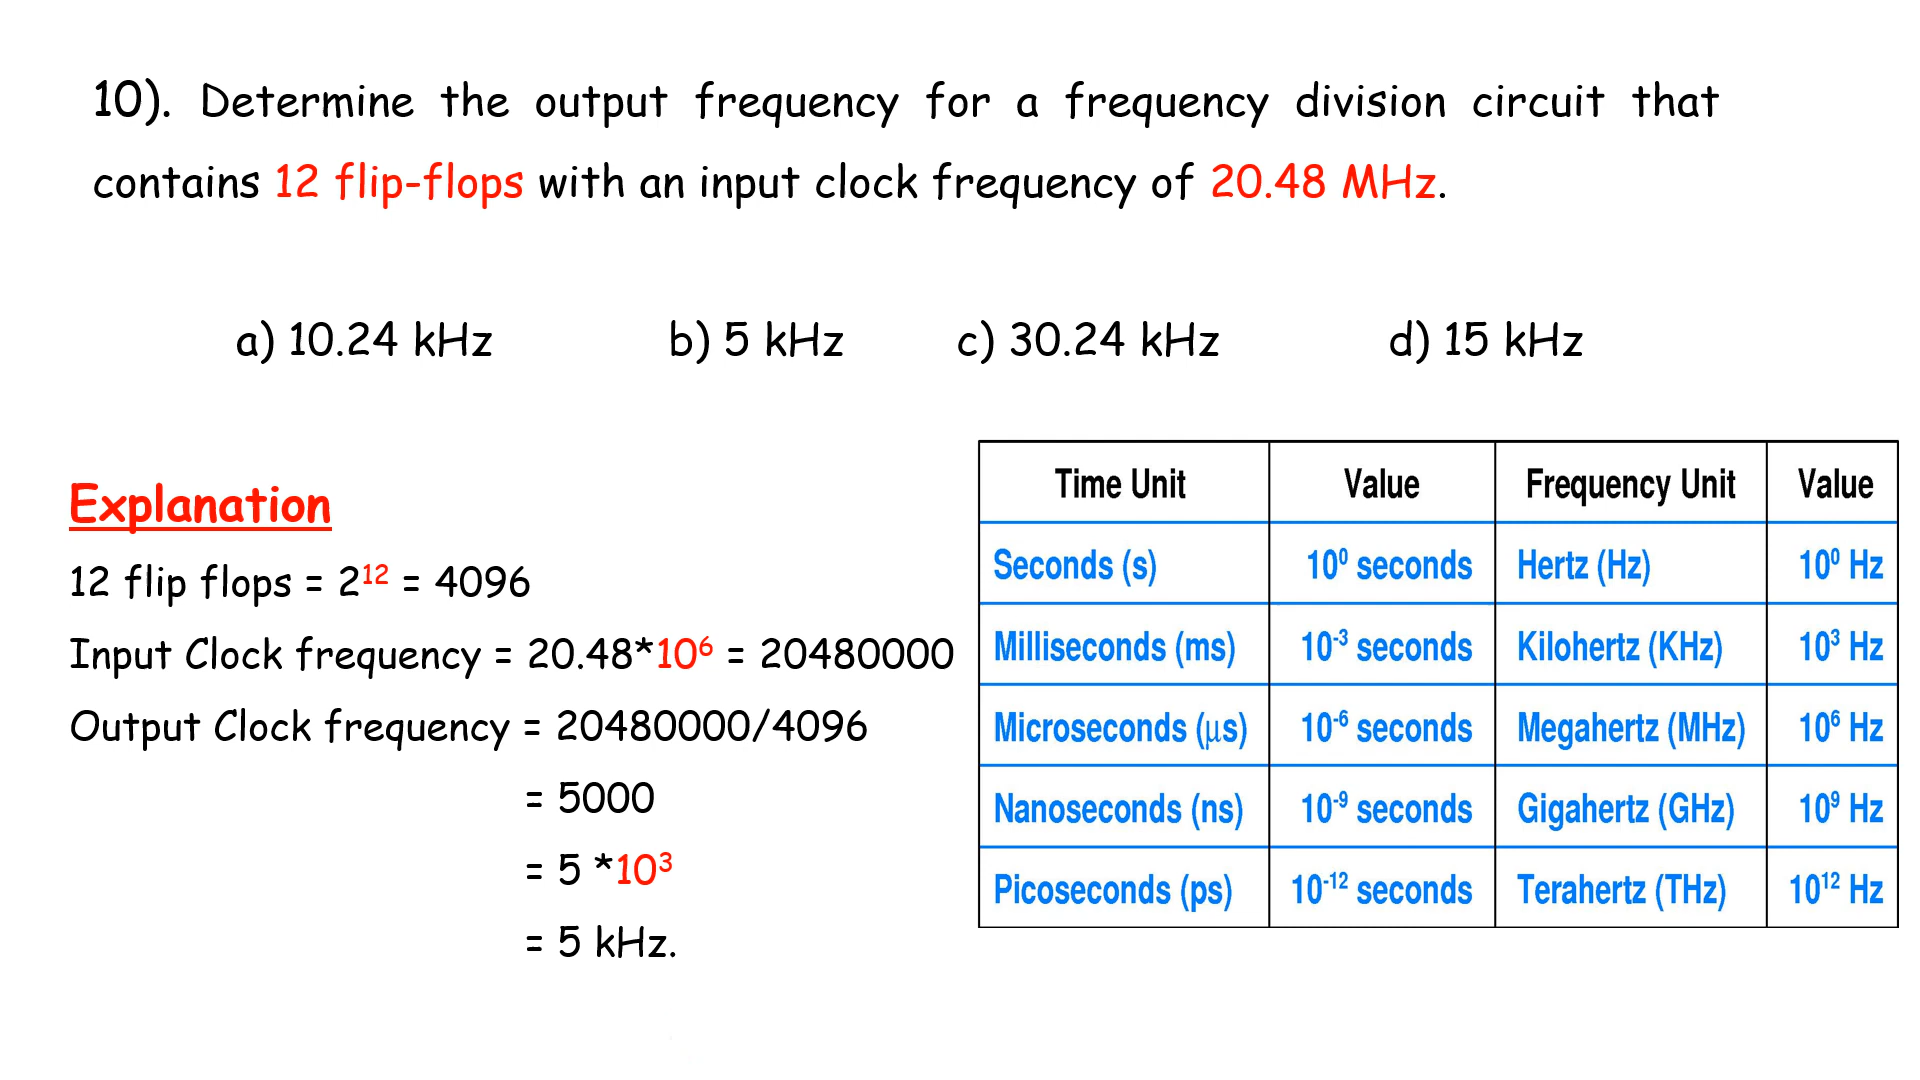 10). Determine the output frequency for a frequency division circuit that
contains 12 flip-flops with an input clock frequency of 20.48 MHz.
a) 10.24 kHz b) 5 kHz c) 30.24 kHz d) 15 kHz
Explanation
12 flip flops = 2¹² = 4096
Input Clock frequency = 20.48*10⁶ = 20480000
Output Clock frequency = 20480000/4096
= 5000
= 5 *10³
= 5 kHz.
Time Unit Value Frequency Unit Value
Seconds (s) 10⁰ seconds Hertz (Hz) 10⁰ Hz
Milliseconds (ms) 10⁻³ seconds Kilohertz (KHz) 10³ Hz
Microseconds (μs) 10⁻⁶ seconds Megahertz (MHz) 10⁶ Hz
Nanoseconds (ns) 10⁻⁹ seconds Gigahertz (GHz) 10⁹ Hz
Picoseconds (ps) 10⁻¹² seconds Terahertz (THz) 10¹² Hz